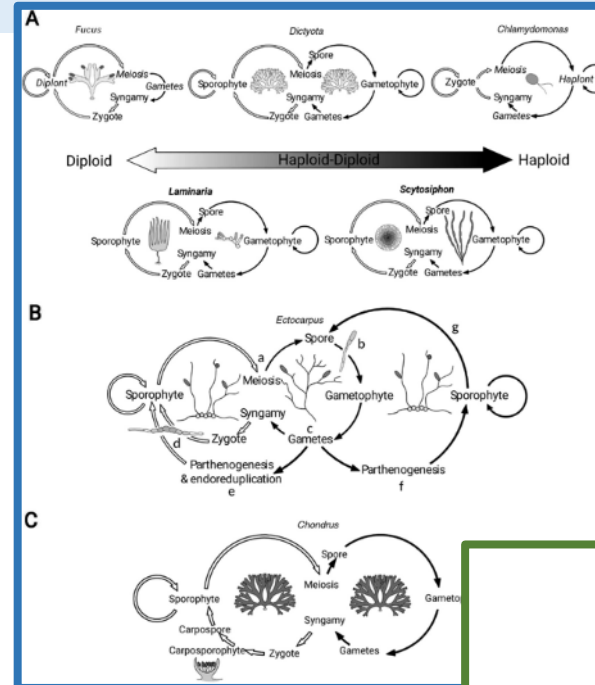 A
Fucus
Diplont
Meiosis
Gametes
Syngamy
Zygote
Dictyota
Spore
Sporophyte
Meiosis
Gametophyte
Syngamy
Zygote
Gametes
Chlamydomonas
Zygote
Meiosis
Haplont
Syngamy
Gametes
Diploid
Haploid-Diploid
Haploid
Laminaria
Spore
Meiosis
Sporophyte
Gametophyte
Syngamy
Zygote
Gametes
Scytosiphon
Spore
Meiosis
Sporophyte
Gametophyte
Syngamy
Zygote
Gametes
B
Ectocarpus
g
Spore
b
a
Meiosis
Sporophyte
Gametophyte
Sporophyte
Syngamy
c
d
Zygote
Gametes
Parthenogenesis
& endoreduplication
e
Parthenogenesis
f
C
Chondrus
Spore
Meiosis
Sporophyte
Gametop
Syngamy
Carpospore
Carposporophyte
Zygote
Gametes